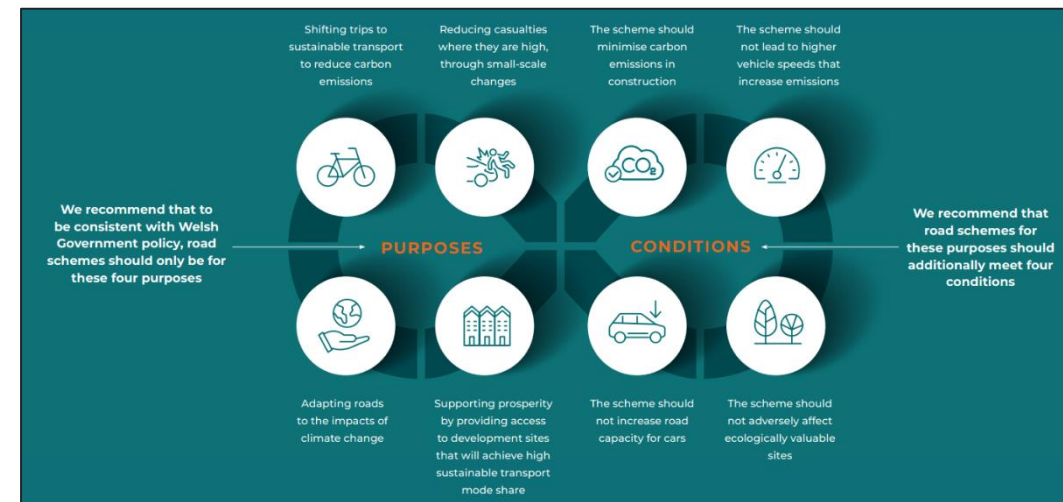 Shifting trips to
sustainable transport
to reduce carbon
emissions
Reducing casualties
where they are high,
through small-scale
changes
The scheme should
minimise carbon
emissions in
construction
The scheme should
not lead to higher
vehicle speeds that
increase emissions
CO2
We recommend that to
be consistent with Welsh
Government policy, road
schemes should only be for
these four purposes
PURPOSES
CONDITIONS
We recommend that
road schemes for
these purposes should
additionally meet four
conditions
Adapting roads
to the impacts of
climate change
Supporting prosperity
by providing access
to development sites
that will achieve high
sustainable transport
mode share
The scheme should
not increase road
capacity for cars
The scheme should
not adversely affect
ecologically valuable
sites